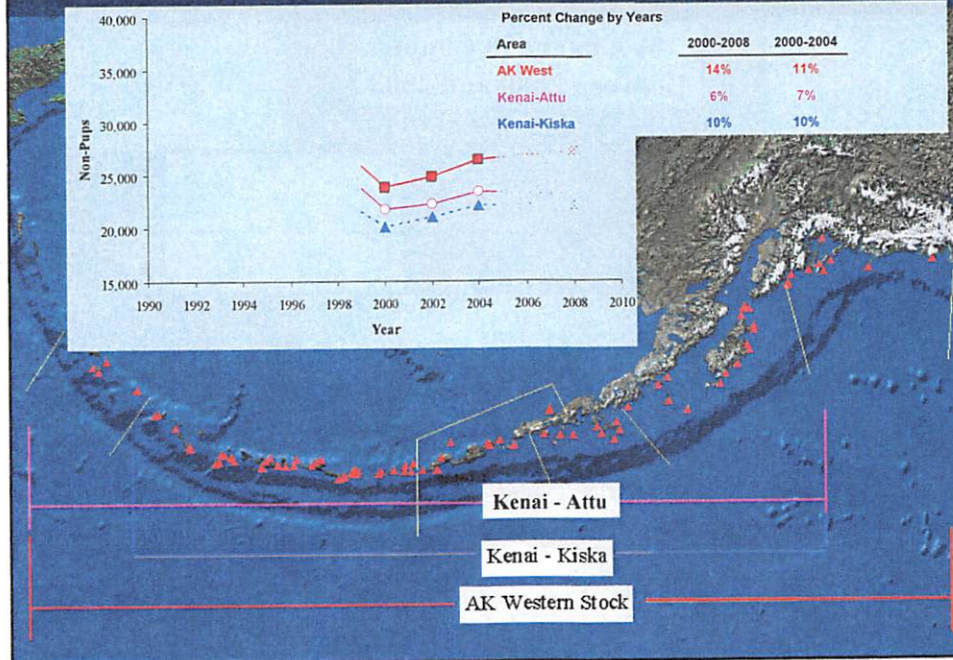 Percent Change by Years
Area 2000-2008 2000-2004
AK West 14% 11%
Kenai-Attu 6% 7%
Kenai-Kiska 10% 10%
40,000
35,000
30,000
25,000
20,000
15,000
Non-Pups
1990 1992 1994 1996 1998 2000 2002 2004 2006 2008 2010
Year
Kenai - Attu
Kenai - Kiska
AK Western Stock